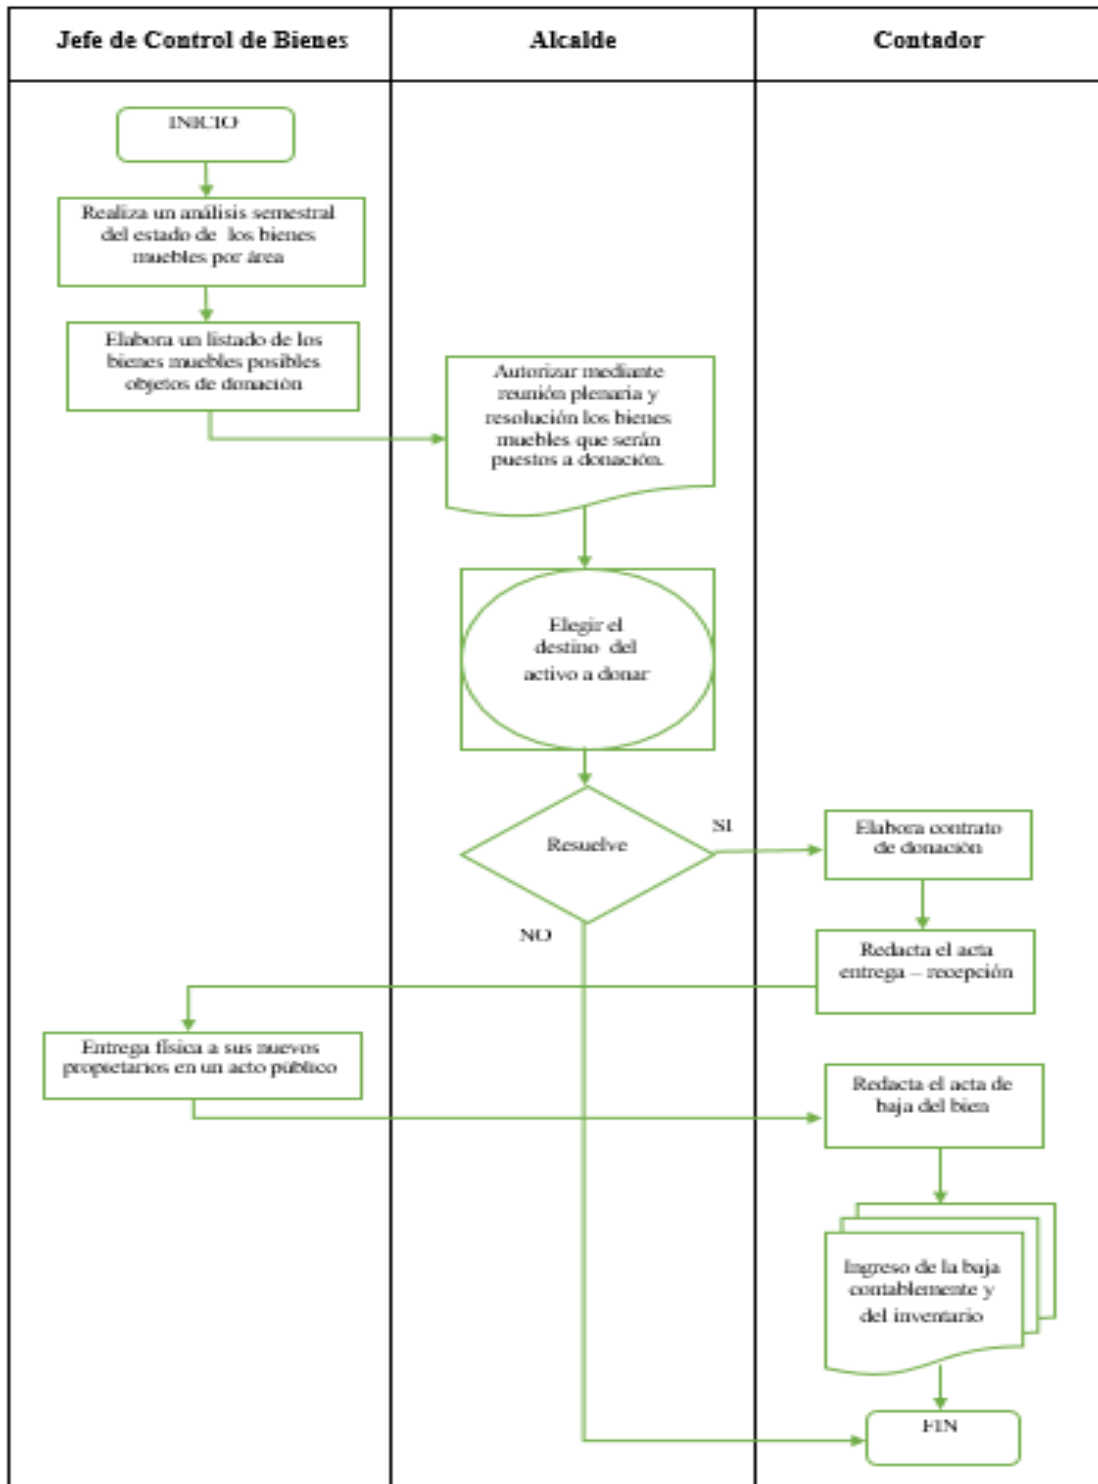 Jefe de Control de Bienes
Alcalde
Contador
INICIO
Realiza un análisis semestral
del estado de los bienes
muebles por área
Elabora un listado de los
bienes muebles posibles
objetos de donación
Autorizar mediante
reunión plenaria y
resolución los bienes
muebles que serán
puestos a donación.
Elegir el
destino del
activo a donar
Resuelve
SI
NO
Elabora contrato
de donación
Redacta el acta
entrega – recepción
Entrega física a sus nuevos
propietarios en un acto público
Redacta el acta de
baja del bien
Ingreso de la baja
contablemente y
del inventario
FIN